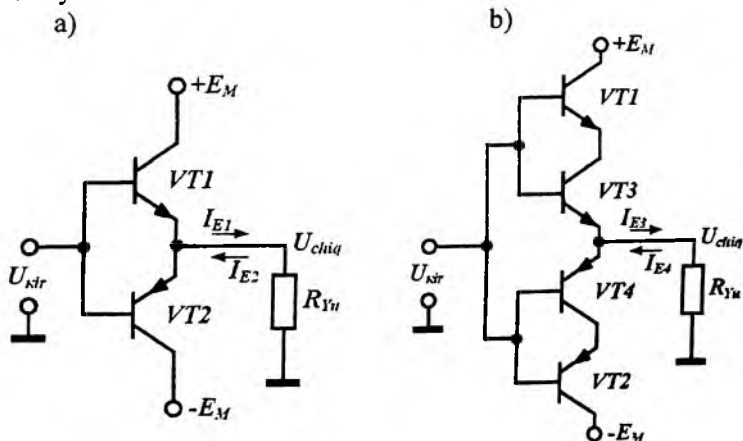 a)
+E_M
VT1
I_E1
U_chiq
I_E2
U_kir
R_Yu
VT2
-E_M
b)
+E_M
VT1
VT3
I_E3
U_chiq
I_E4
U_kir
VT4
R_Yu
VT2
-E_M